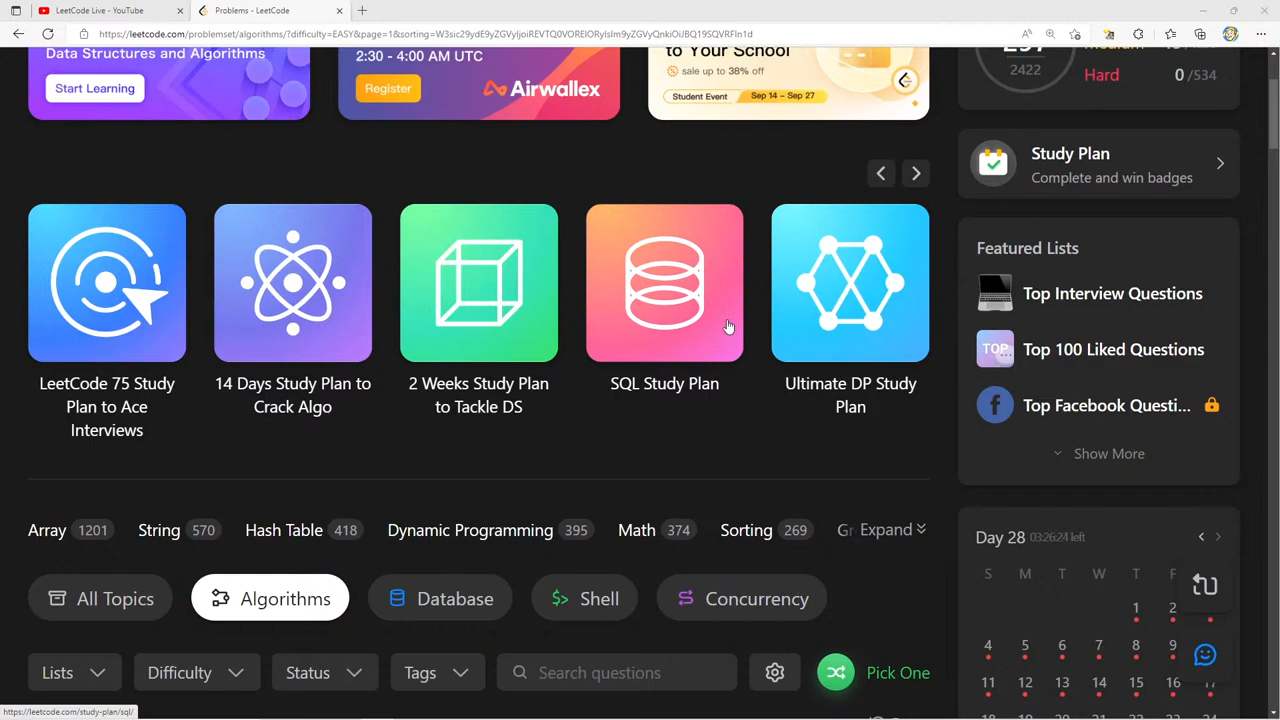 LeetCode Live - YouTube
Problems - LeetCode
https://leetcode.com/problemset/algorithms/?difficulty=EASY&page=1&sorting=W3sic29ydE9yZGVyIjoiREVTQ0VORElORyIsIm9yZGVyQnkiOiJBQ19SQVRFIn1d
Data Structures and Algorithms
Start Learning
2:30 - 4:00 AM UTC
Register
Airwallex
to Your School
sale up to 38% off
Student Event
Sep 14 – Sep 27
2422
Hard 0 /534
Study Plan
Complete and win badges
LeetCode 75 Study
Plan to Ace
Interviews
14 Days Study Plan to
Crack Algo
2 Weeks Study Plan
to Tackle DS
SQL Study Plan
Ultimate DP Study
Plan
Featured Lists
Top Interview Questions
TOP
Top 100 Liked Questions
Top Facebook Questi...
Show More
Array 1201 String 570 Hash Table 418 Dynamic Programming 395 Math 374 Sorting 269 Gr Expand
All Topics Algorithms Database Shell Concurrency
Lists Difficulty Status Tags Search questions Pick One
Day 28 03:26:24 left
S M T W T F
1 2
4 5 6 7 8 9
11 12 13 14 15 16 17
https://leetcode.com/study-plan/sql/